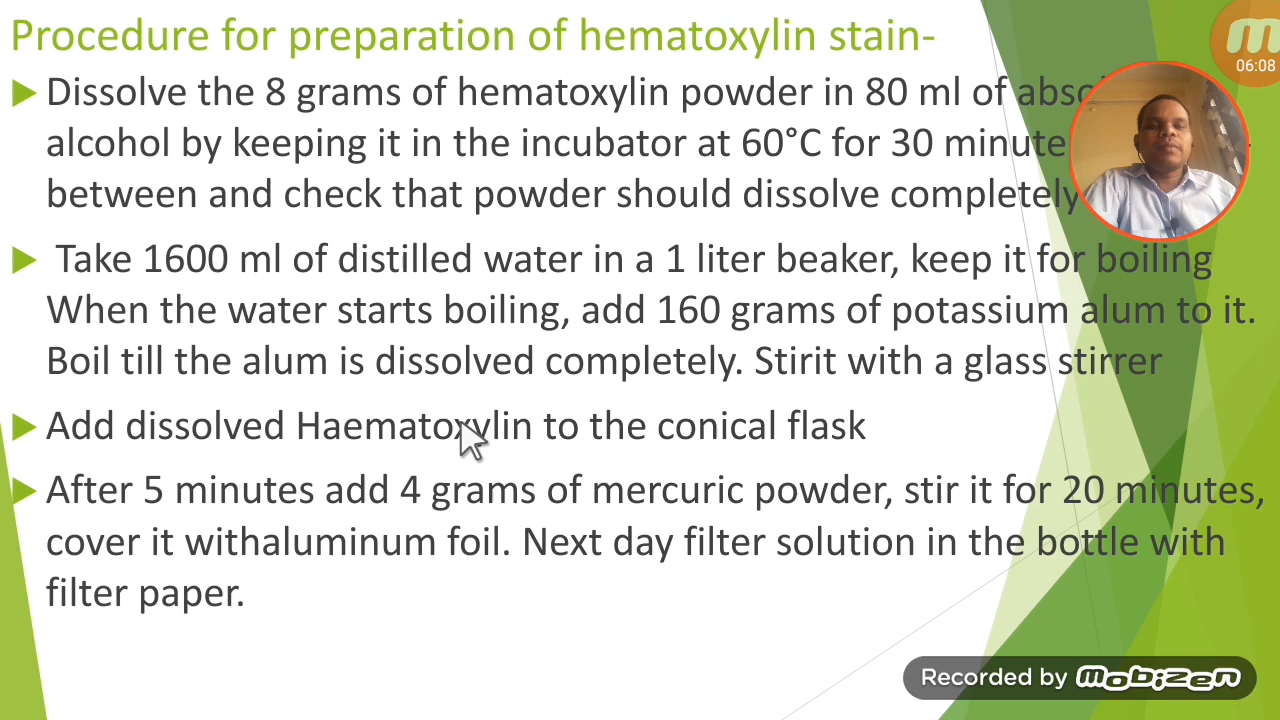 Procedure for preparation of hematoxylin stain-
Dissolve the 8 grams of hematoxylin powder in 80 ml of
alcohol by keeping it in the incubator at 60°C for 30
between and check that powder should dissolve completely
Take 1600 ml of distilled water in a 1 liter beaker, keep it for boiling
When the water starts boiling, add 160 grams of potassium alum to it.
Boil till the alum is dissolved completely. Stirit with a glass stirrer
Add dissolved Haematoxylin to the conical flask
After 5 minutes add 4 grams of mercuric powder, stir it for 20 minutes,
cover it withaluminum foil. Next day filter solution in the bottle with
filter paper.
06:08
Recorded by Mobizen